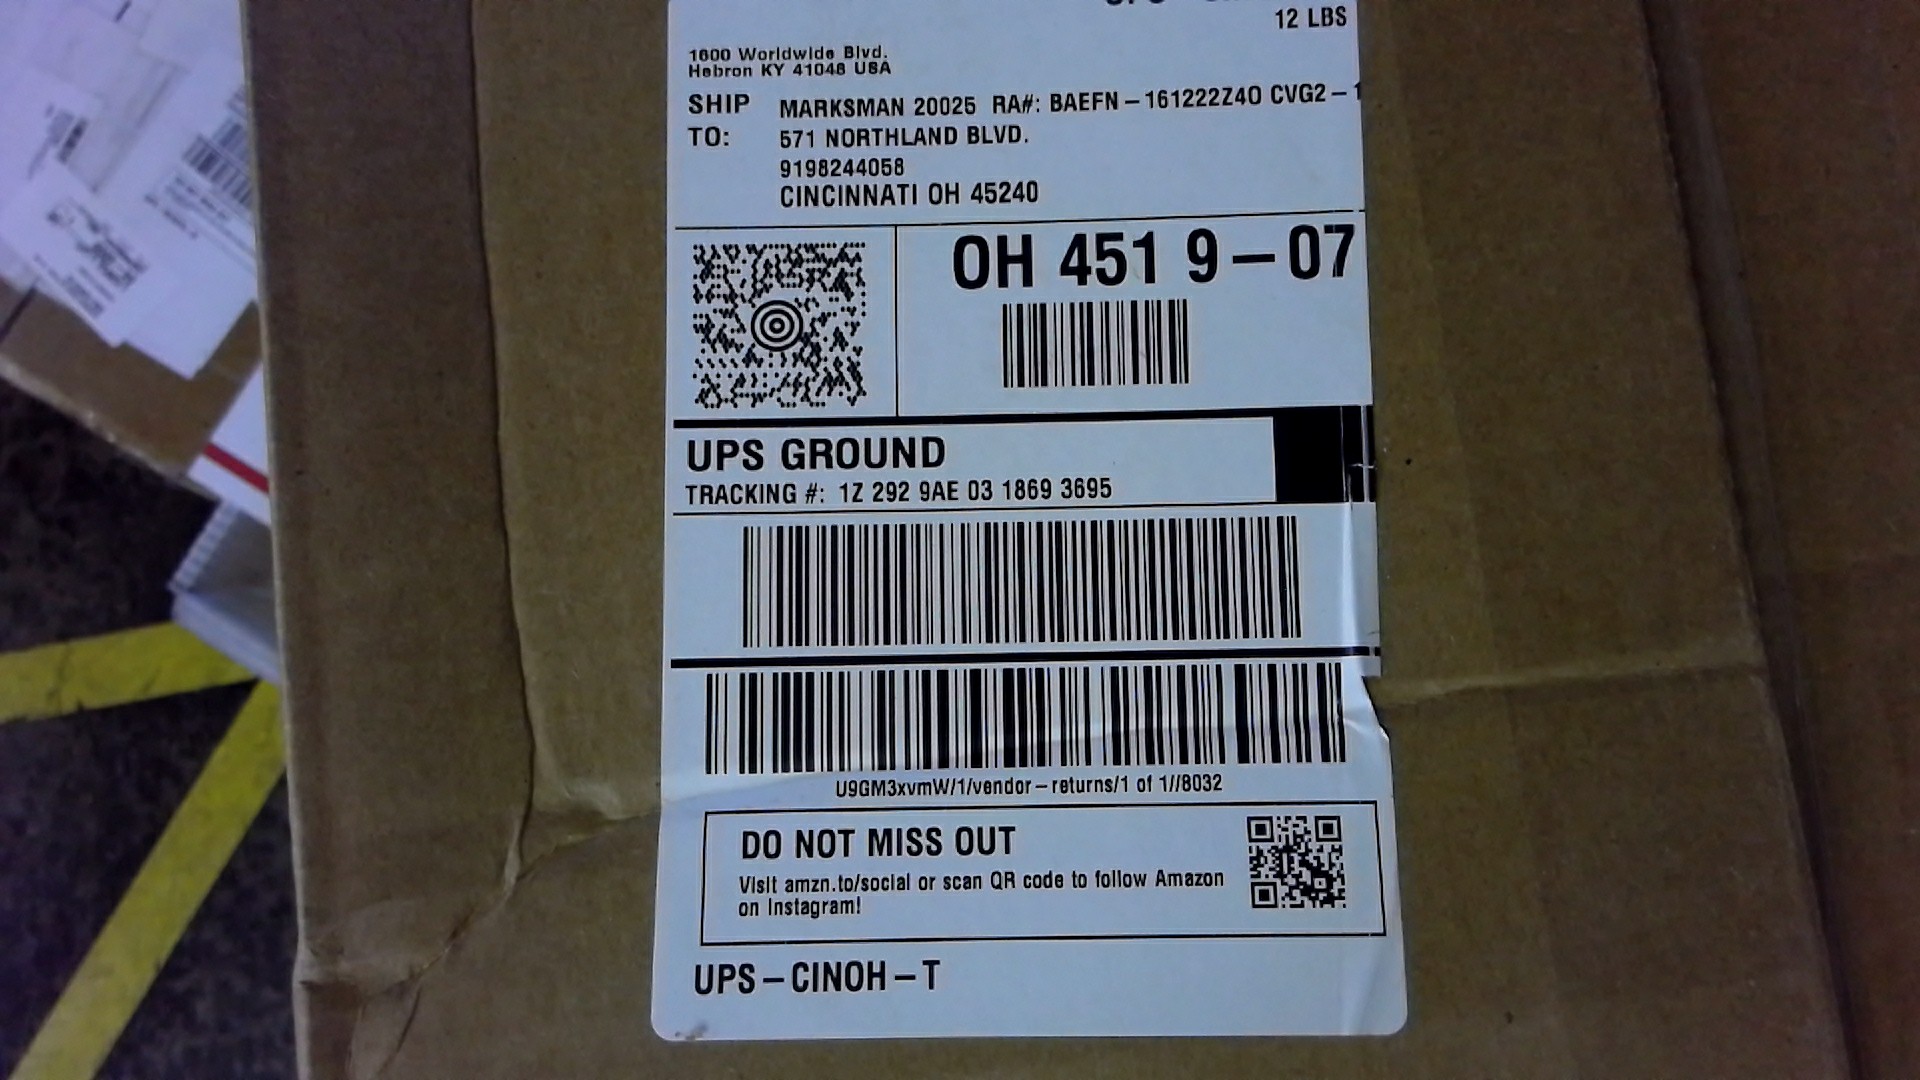 12 LBS
1600 Worldwide Blvd.
Hebron KY 41048 USA
SHIP TO: MARKSMAN 20025 RA#: BAEFN-161222Z4O CVG2-1
571 NORTHLAND BLVD.
9198244058
CINCINNATI OH 45240
OH 451 9-07
UPS GROUND
TRACKING #: 1Z 292 9AE 03 1869 3695
U9GM3xvmW/1/vendor-returns/1 of 1//8032
DO NOT MISS OUT
Visit amzn.to/social or scan QR code to follow Amazon
on Instagram!
UPS-CINOH-T